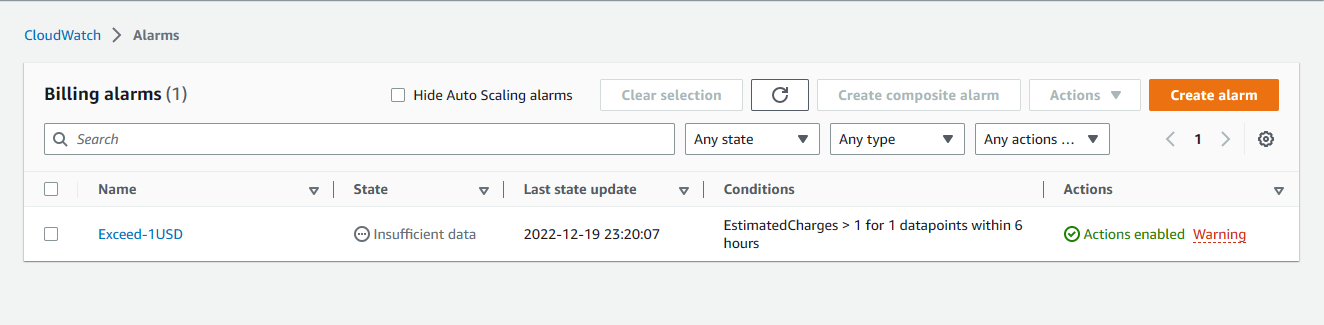 CloudWatch > Alarms
Billing alarms (1)
Hide Auto Scaling alarms
Clear selection
Create composite alarm
Actions
Create alarm
Search
Any state
Any type
Any actions ...
1
Name
State
Last state update
Conditions
Actions
Exceed-1USD
Insufficient data
2022-12-19 23:20:07
EstimatedCharges > 1 for 1 datapoints within 6
hours
Actions enabled
Warning